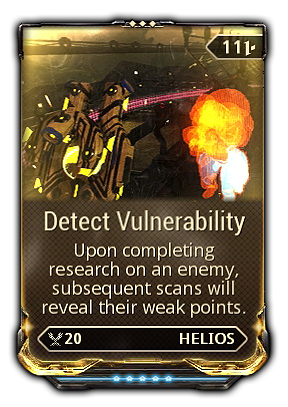 11
Detect Vulnerability
Upon completing
research on an enemy,
subsequent scans will
reveal their weak points.
20 HELIOS